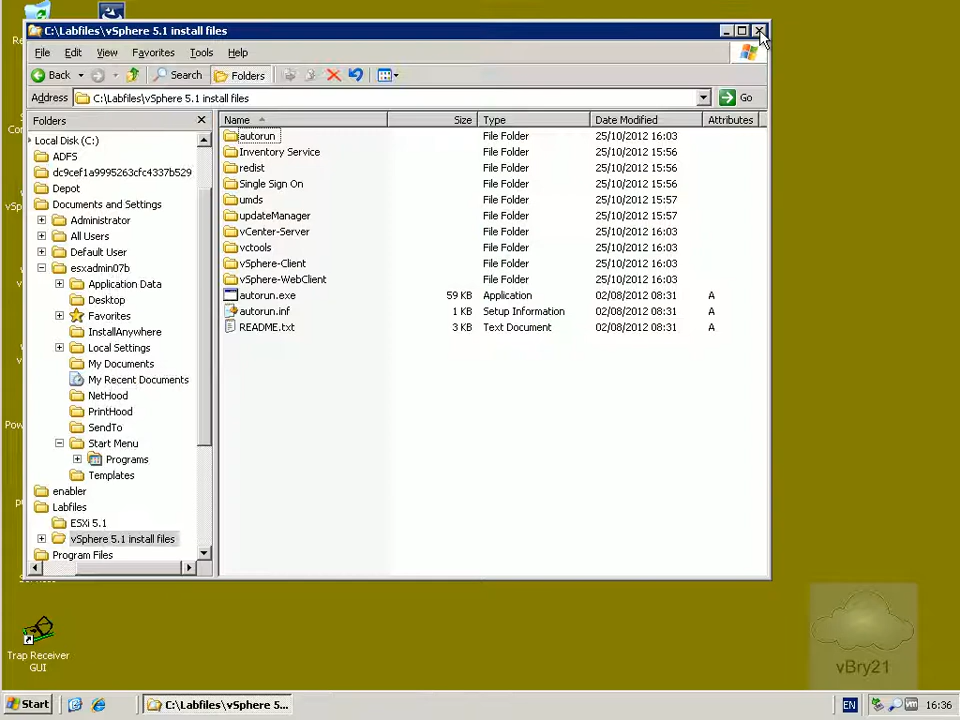 C:\Labfiles\vSphere 5.1 install files
File Edit View Favorites Tools Help
Back Search Folders
Address C:\Labfiles\vSphere 5.1 install files Go
Folders
Local Disk (C:)
ADFS
dc9cef1a9995263cfc4337b529
Depot
Documents and Settings
Administrator
All Users
Default User
esxadmin07b
Application Data
Desktop
Favorites
InstallAnywhere
Local Settings
My Documents
My Recent Documents
NetHood
PrintHood
SendTo
Start Menu
Programs
Templates
enabler
Labfiles
ESXi 5.1
vSphere 5.1 install files
Program Files
Name Size Type Date Modified Attributes
autorun File Folder 25/10/2012 16:03
Inventory Service File Folder 25/10/2012 15:56
redist File Folder 25/10/2012 15:56
Single Sign On File Folder 25/10/2012 15:56
umds File Folder 25/10/2012 15:57
updateManager File Folder 25/10/2012 15:57
vCenter-Server File Folder 25/10/2012 16:03
vctools File Folder 25/10/2012 16:03
vSphere-Client File Folder 25/10/2012 16:03
vSphere-WebClient File Folder 25/10/2012 16:03
autorun.exe 59 KB Application 02/08/2012 08:31 A
autorun.inf 1 KB Setup Information 02/08/2012 08:31 A
README.txt 3 KB Text Document 02/08/2012 08:31 A
Trap Receiver
GUI
vBry21
Start C:\Labfiles\vSphere 5... EN vm 16:36